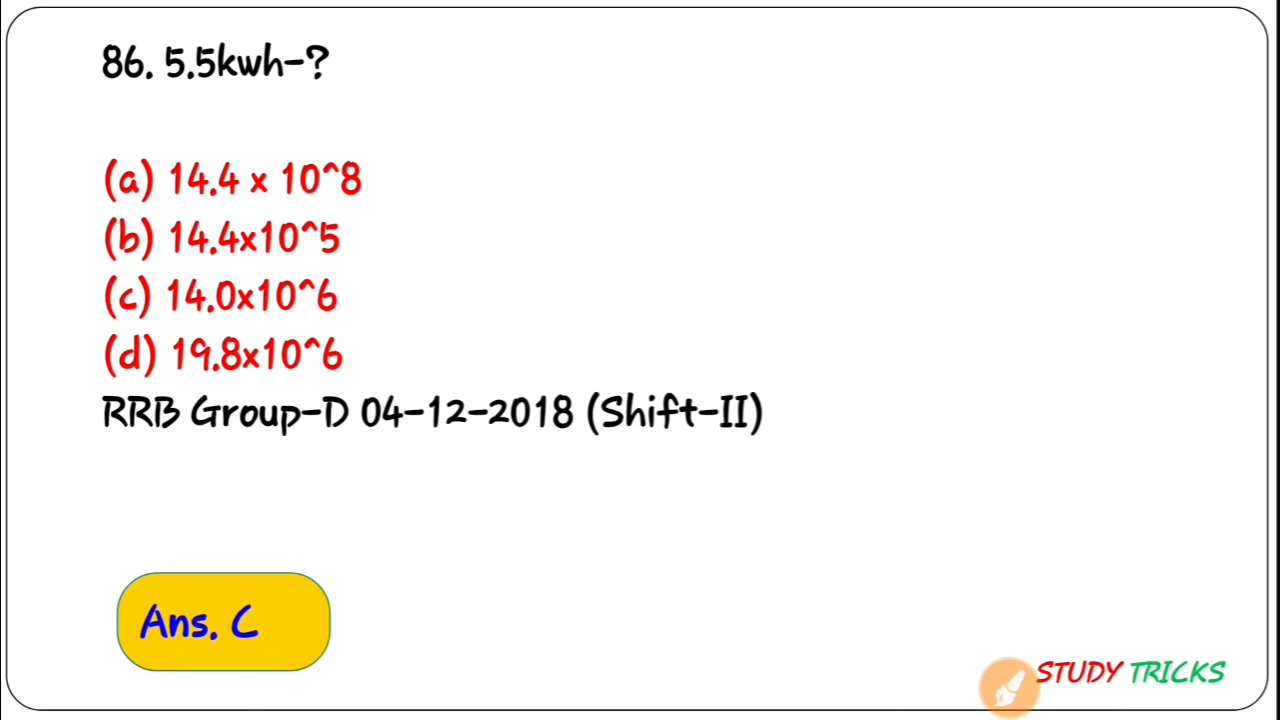 86. 5.5kwh-?
(a) 14.4 x 10^8
(b) 14.4x10^5
(c) 14.0x10^6
(d) 19.8x10^6
RRB Group-D 04-12-2018 (Shift-II)
Ans. C
STUDY TRICKS